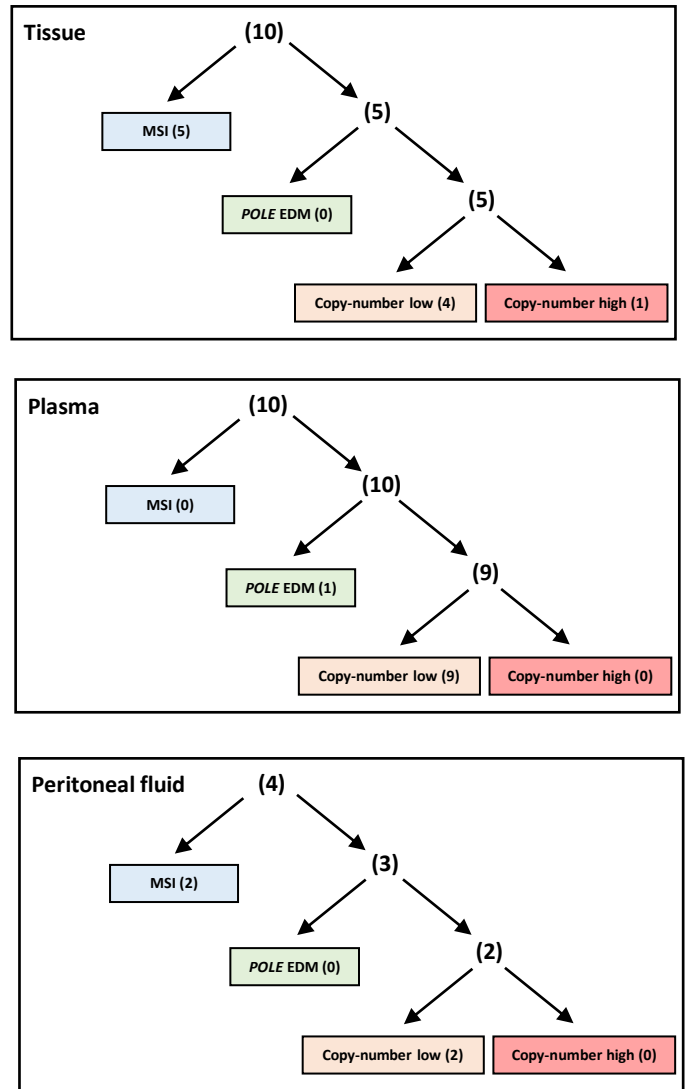 Tissue
(10)
MSI (5)
(5)
POLE EDM (0)
(5)
Copy-number low (4)
Copy-number high (1)
Plasma
(10)
MSI (0)
(10)
POLE EDM (1)
(9)
Copy-number low (9)
Copy-number high (0)
Peritoneal fluid
(4)
MSI (2)
(3)
POLE EDM (0)
(2)
Copy-number low (2)
Copy-number high (0)